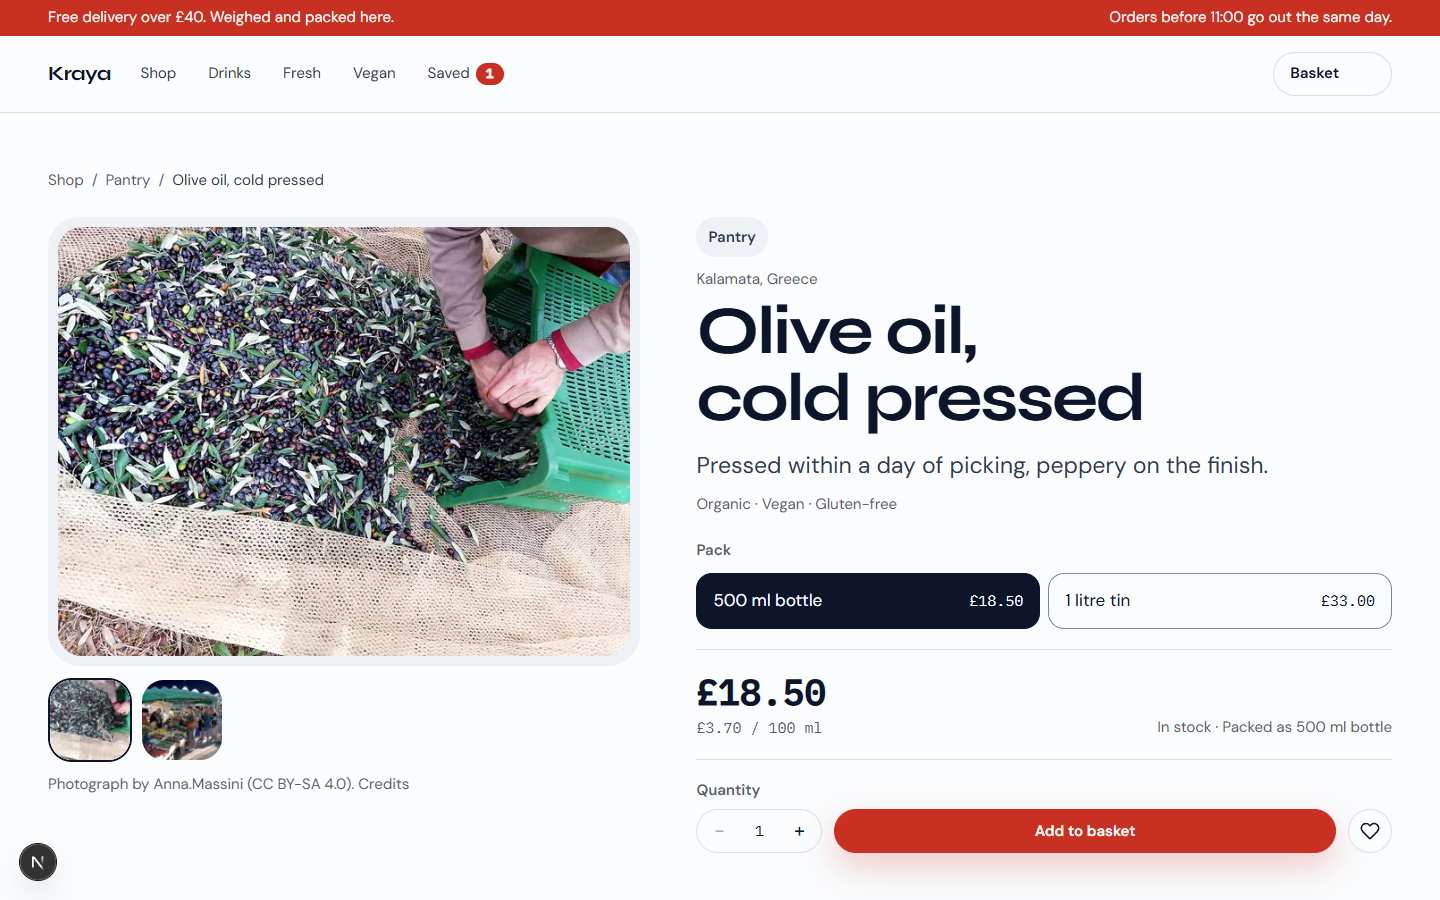 Free delivery over £40. Weighed and packed here.
Orders before 11:00 go out the same day.
Kraya
Shop
Drinks
Fresh
Vegan
Saved 1
Basket
Shop / Pantry / Olive oil, cold pressed
Pantry
Kalamata, Greece
Olive oil,
cold pressed
Pressed within a day of picking, peppery on the finish.
Organic · Vegan · Gluten-free
Pack
500 ml bottle £18.50
1 litre tin £33.00
£18.50
£3.70 / 100 ml
In stock · Packed as 500 ml bottle
Photograph by Anna.Massini (CC BY-SA 4.0). Credits
Quantity
− 1 +
Add to basket
N